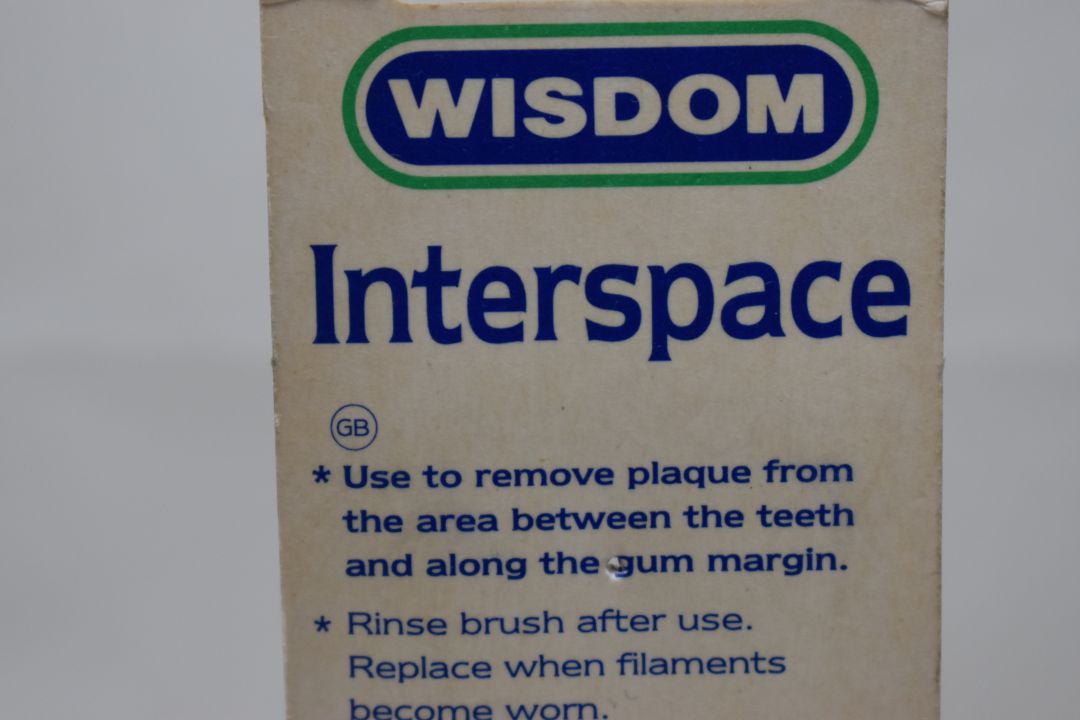 WISDOM
Interspace
GB
* Use to remove plaque from
the area between the teeth
and along the gum margin.
* Rinse brush after use.
Replace when filaments
become worn.